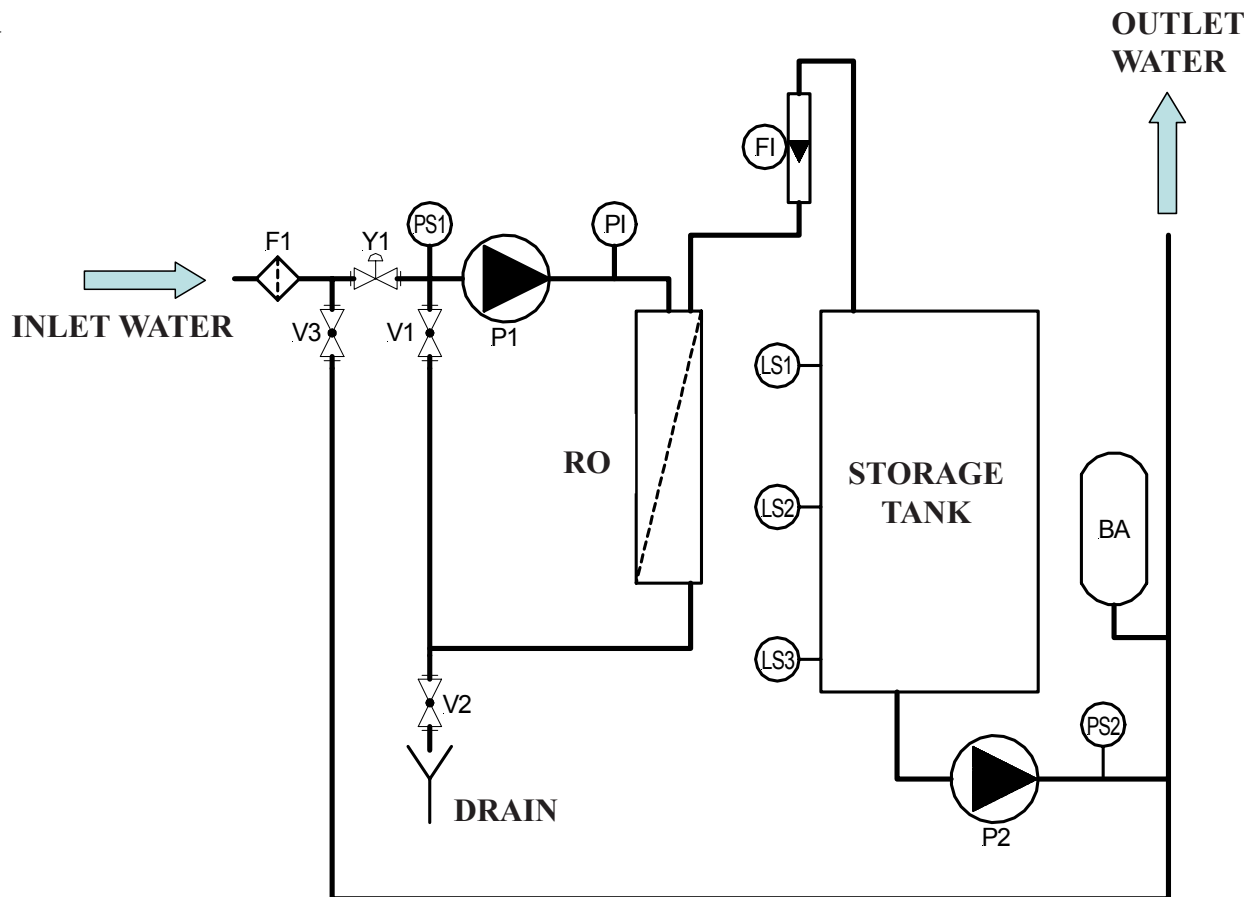 OUTLET
WATER
FI
PS1
PI
F1
Y1
INLET WATER
V3
V1
P1
LS1
RO
STORAGE
TANK
LS2
BA
LS3
V2
PS2
DRAIN
P2